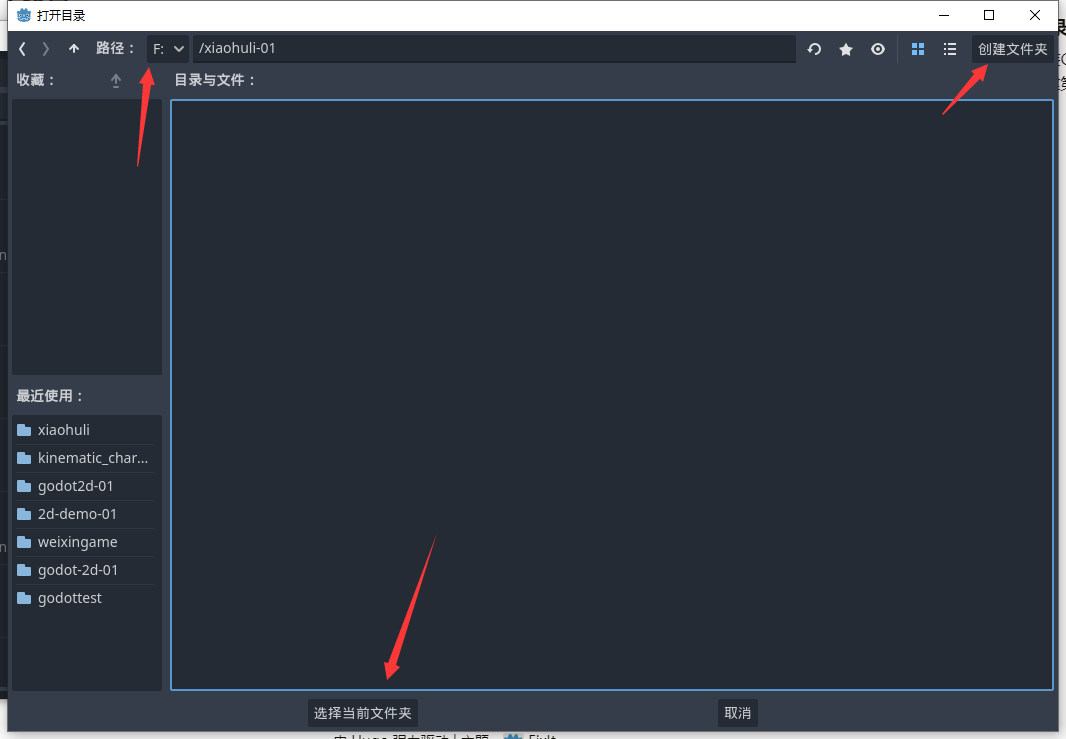 打开目录
路径： F: /xiaohuli-01 创建文件夹
收藏： 目录与文件：
最近使用：
xiaohuli
kinematic_char...
godot2d-01
2d-demo-01
weixingame
godot-2d-01
godottest
选择当前文件夹 取消